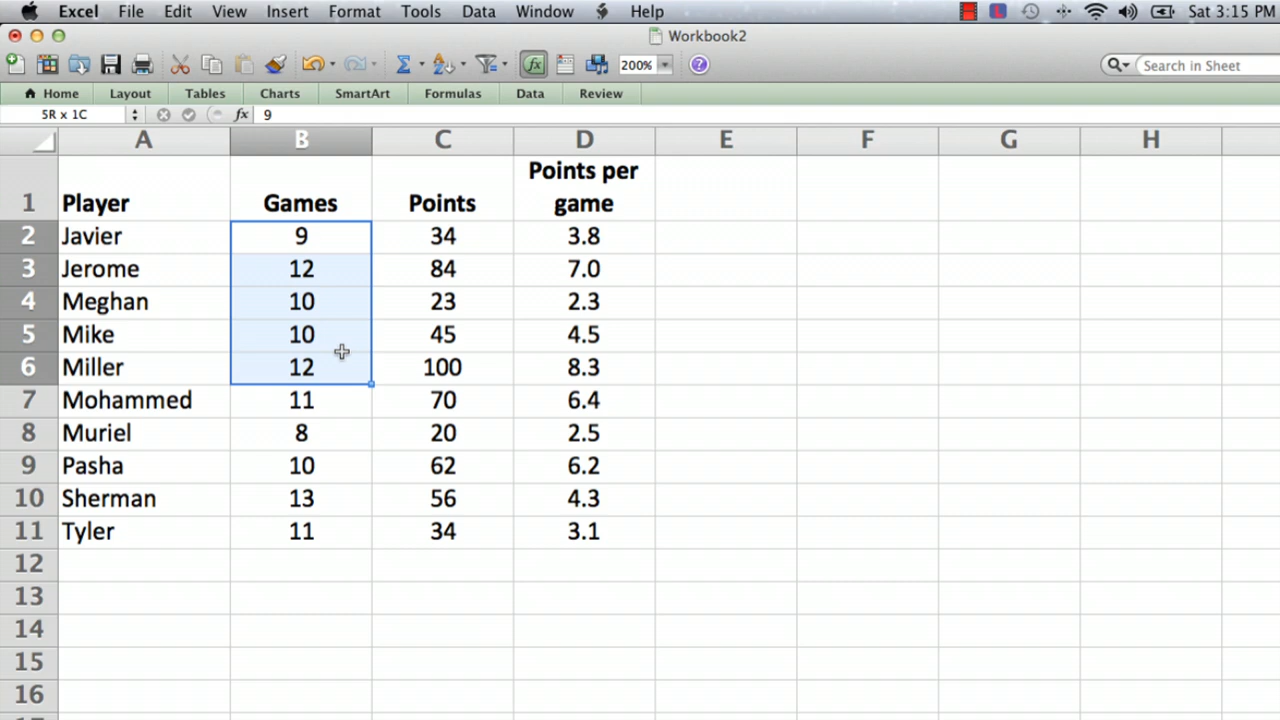 Excel File Edit View Insert Format Tools Data Window Help Sat 3:15 PM
Workbook2
200% Search in Sheet
Home Layout Tables Charts SmartArt Formulas Data Review
5R x 1C fx 9
A B C D E F G H
1 Player Games Points Points per game
2 Javier 9 34 3.8
3 Jerome 12 84 7.0
4 Meghan 10 23 2.3
5 Mike 10 45 4.5
6 Miller 12 100 8.3
7 Mohammed 11 70 6.4
8 Muriel 8 20 2.5
9 Pasha 10 62 6.2
10 Sherman 13 56 4.3
11 Tyler 11 34 3.1
12
13
14
15
16